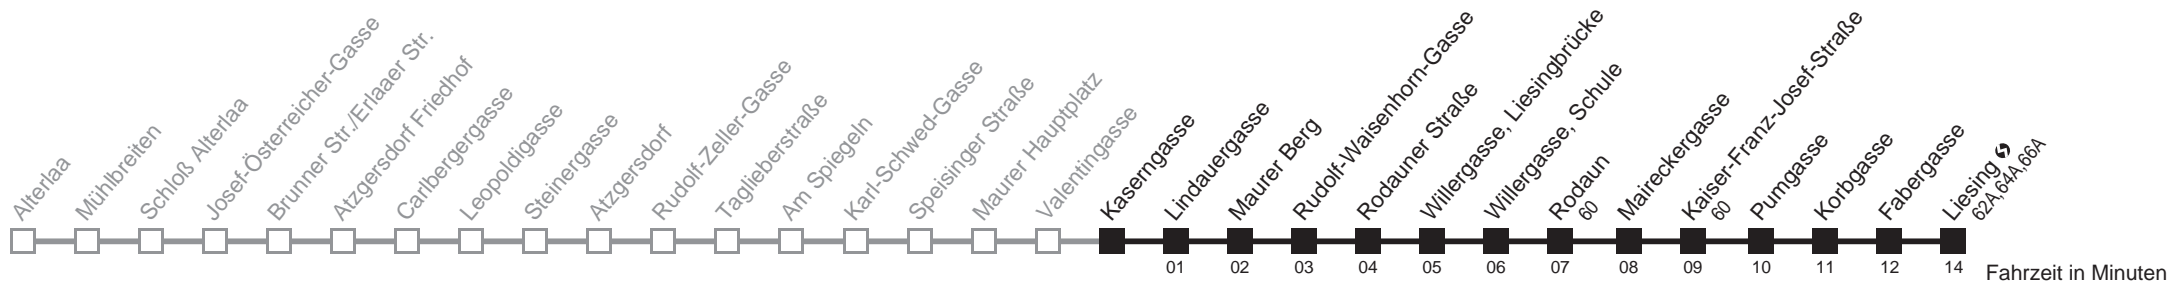 Alterlaa
Mühlbreiten
Schloß Alterlaa
Josef-Österreicher-Gasse
Brunner Str./Erlaaer Str.
Atzgersdorf Friedhof
Carlbergergasse
Leopoldigasse
Steinergasse
Atzgersdorf
Rudolf-Zeller-Gasse
Taglieberstraße
Am Spiegeln
Karl-Schwed-Gasse
Speisinger Straße
Maurer Hauptplatz
Valentingasse
Kaserngasse
Lindauergasse
Maurer Berg
Rudolf-Waisenhorn-Gasse
Rodauner Straße
Willergasse, Liesingbrücke
Willergasse, Schule
Rodaun
60
Maireckergasse
Kaiser-Franz-Josef-Straße
60
Pumgasse
Korbgasse
Fabergasse
Liesing
62A,64A,66A
01 02 03 04 05 06 07 08 09 10 11 12 14
Fahrzeit in Minuten